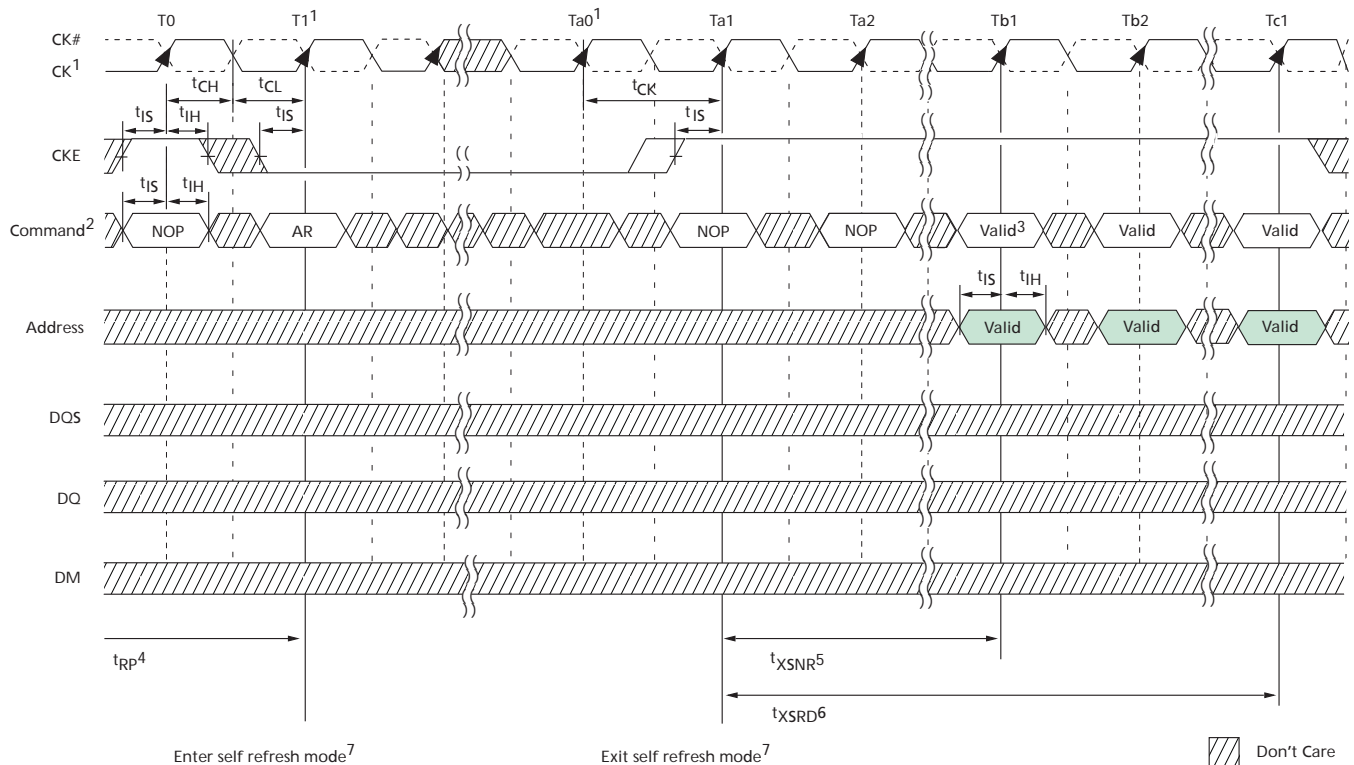 T0 T1¹ Ta0¹ Ta1 Ta2 Tb1 Tb2 Tc1
CK#
CK¹
tCH tCL tCK
tIS tIH tIS tIS
CKE
tIS tIH
Command² NOP AR NOP NOP Valid³ Valid Valid
tIS tIH
Address Valid Valid Valid
DQS
DQ
DM
tRP⁴ tXSNR⁵
tXSRD⁶
Enter self refresh mode⁷ Exit self refresh mode⁷ Don't Care